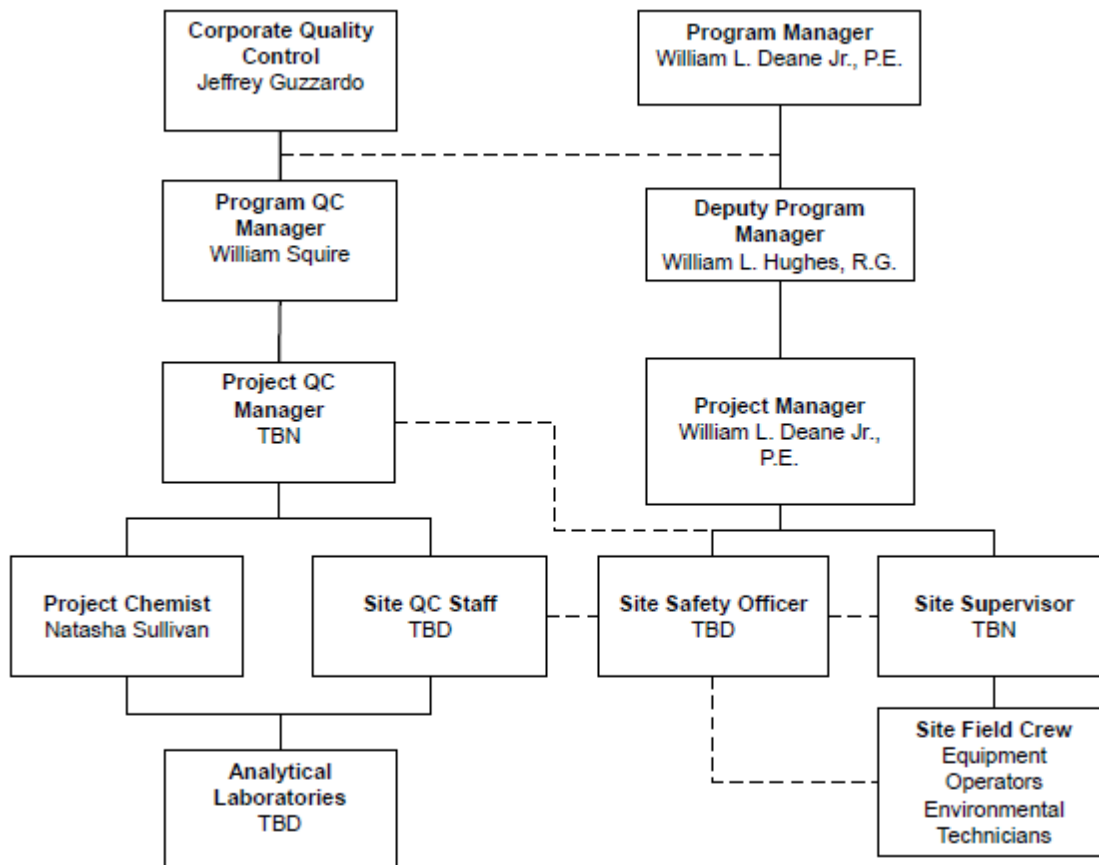 Corporate Quality
Control
Jeffrey Guzzardo
Program Manager
William L. Deane Jr., P.E.
Program QC
Manager
William Squire
Deputy Program
Manager
William L. Hughes, R.G.
Project QC
Manager
TBN
Project Manager
William L. Deane Jr.,
P.E.
Project Chemist
Natasha Sullivan
Site QC Staff
TBD
Site Safety Officer
TBD
Site Supervisor
TBN
Analytical
Laboratories
TBD
Site Field Crew
Equipment
Operators
Environmental
Technicians